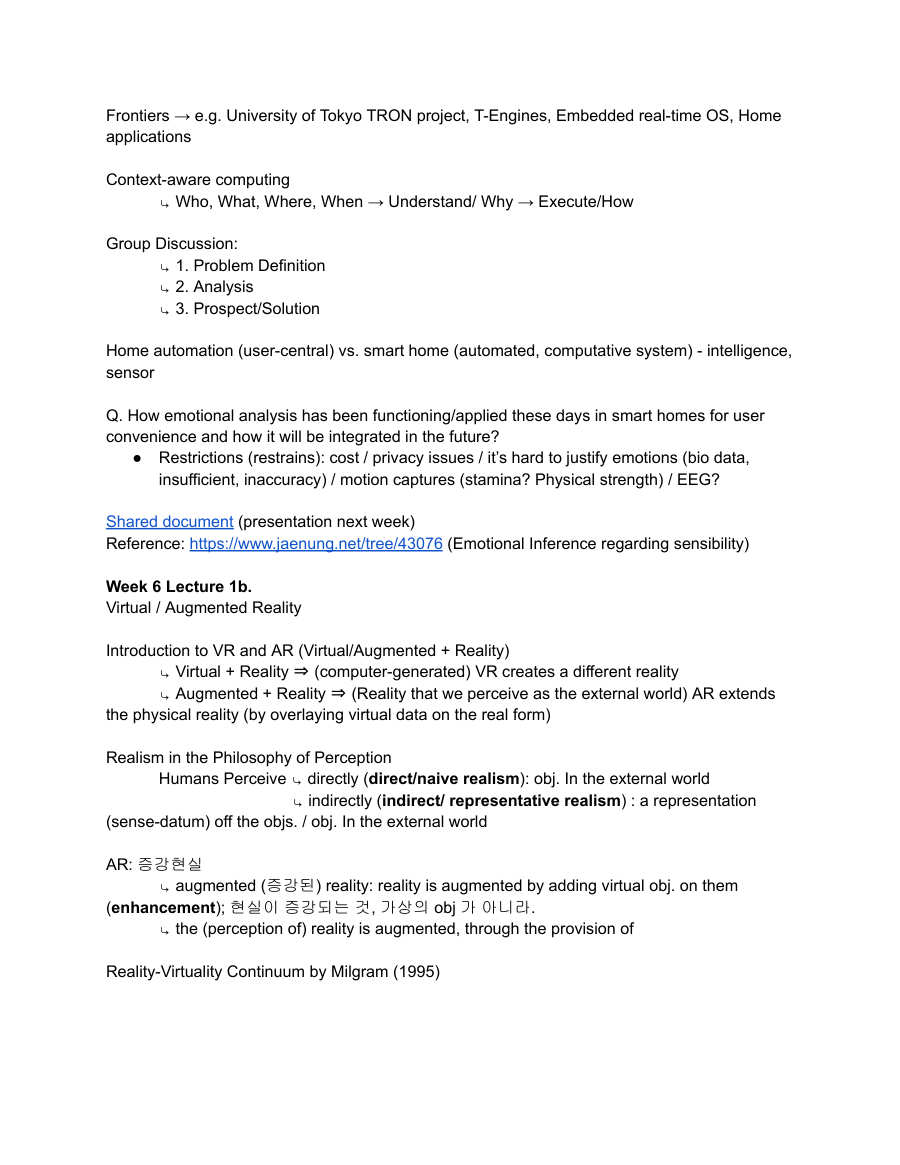 Frontiers → e.g. University of Tokyo TRON project, T-Engines, Embedded real-time OS, Home
applications
Context-aware computing
⤷ Who, What, Where, When → Understand/ Why → Execute/How
Group Discussion:
⤷ 1. Problem Definition
⤷ 2. Analysis
⤷ 3. Prospect/Solution
Home automation (user-central) vs. smart home (automated, computative system) - intelligence,
sensor
Q. How emotional analysis has been functioning/applied these days in smart homes for user
convenience and how it will be integrated in the future?
● Restrictions (restrains): cost / privacy issues / it’s hard to justify emotions (bio data,
insufficient, inaccuracy) / motion captures (stamina? Physical strength) / EEG?
Shared document (presentation next week)
Reference: https://www.jaenung.net/tree/43076 (Emotional Inference regarding sensibility)
Week 6 Lecture 1b.
Virtual / Augmented Reality
Introduction to VR and AR (Virtual/Augmented + Reality)
⤷ Virtual + Reality ⇒ (computer-generated) VR creates a different reality
⤷ Augmented + Reality ⇒ (Reality that we perceive as the external world) AR extends
the physical reality (by overlaying virtual data on the real form)
Realism in the Philosophy of Perception
Humans Perceive ⤷ directly (direct/naive realism): obj. In the external world
⤷ indirectly (indirect/ representative realism) : a representation
(sense-datum) off the objs. / obj. In the external world
AR: 증강현실
⤷ augmented (증강된) reality: reality is augmented by adding virtual obj. on them
(enhancement); 현실이 증강되는 것, 가상의 obj 가 아니라.
⤷ the (perception of) reality is augmented, through the provision of
Reality-Virtuality Continuum by Milgram (1995)